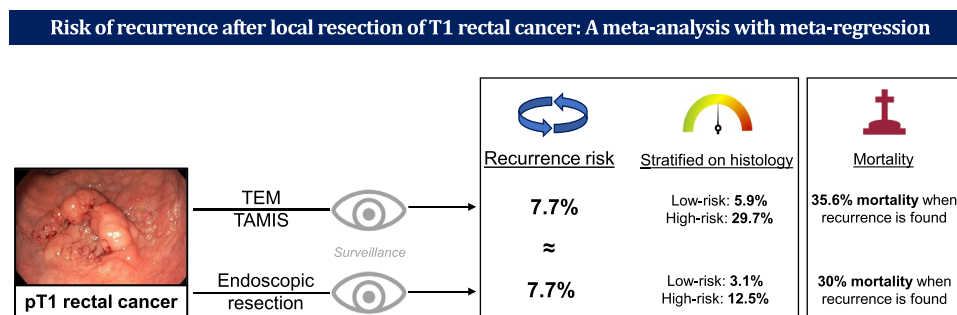 Risk of recurrence after local resection of T1 rectal cancer: A meta-analysis with meta-regression
Recurrence risk
Stratified on histology
Mortality
TEM
TAMIS
Surveillance
7.7%
Low-risk: 5.9%
High-risk: 29.7%
35.6% mortality when
recurrence is found
≈
pT1 rectal cancer
Endoscopic
resection
7.7%
Low-risk: 3.1%
High-risk: 12.5%
30% mortality when
recurrence is found